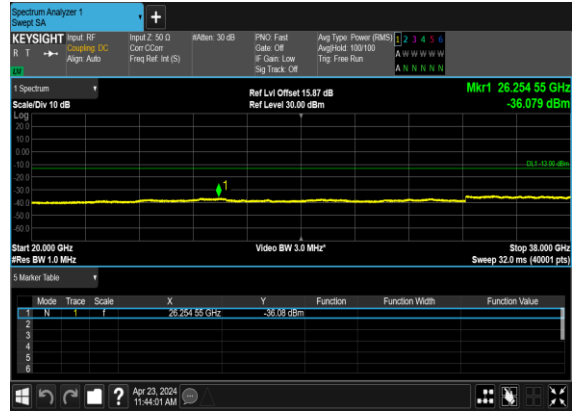 Spectrum Analyzer 1
Swept SA
+
KEYSIGHT
R T
Input: RF
Coupling: DC
Align: Auto
Input Z: 50 Ω
Corr CCorr
Freq Ref: Int (S)
#Atten: 30 dB
PNO: Fast
Gate: Off
IF Gain: Low
Sig Track: Off
Avg Type: Power (RMS)
Avg|Hold: 100/100
Trig: Free Run
1 2 3 4 5 6
A W W W W W
A N N N N N
1 Spectrum
Scale/Div 10 dB
Ref Lvl Offset 15.87 dB
Ref Level 30.00 dBm
Mkr1 26.254 55 GHz
-36.079 dBm
Log
20.0
10.0
0.00
-10.0
-20.0
-30.0
-40.0
-50.0
-60.0
DL1 -13.00 dBm
1
Start 20.000 GHz
#Res BW 1.0 MHz
Video BW 3.0 MHz*
Stop 38.000 GHz
Sweep 32.0 ms (40001 pts)
5 Marker Table
Mode Trace Scale X Y Function Function Width Function Value
1 N 1 f 26.254 55 GHz -36.08 dBm
2
3
4
5
6
?
Apr 23, 2024
11:44:01 AM